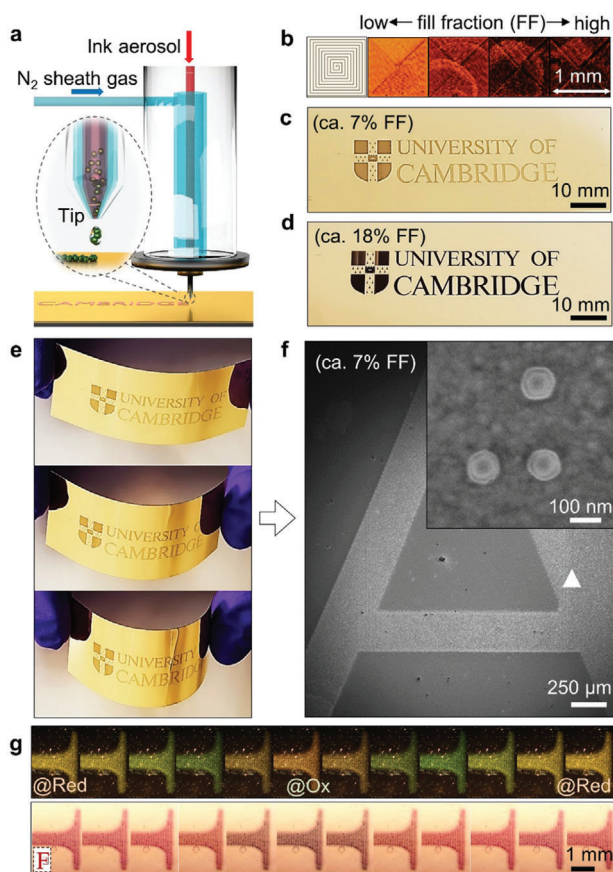 a
Ink aerosol
N₂ sheath gas
Tip
CAMBRIDGE
b
low ← fill fraction (FF) → high
1 mm
c
(ca. 7% FF)
UNIVERSITY OF
CAMBRIDGE
10 mm
d
(ca. 18% FF)
UNIVERSITY OF
CAMBRIDGE
10 mm
e
UNIVERSITY OF
CAMBRIDGE
UNIVERSITY OF
CAMBRIDGE
UNIVERSITY OF
CAMBRIDGE
f
(ca. 7% FF)
100 nm
250 µm
g
@Red
@Ox
@Red
F
1 mm